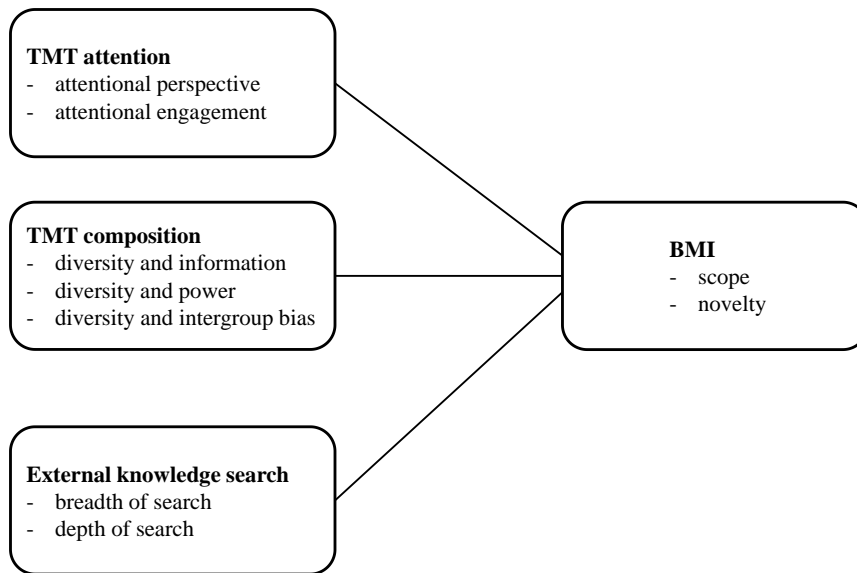 TMT attention
- attentional perspective
- attentional engagement
TMT composition
- diversity and information
- diversity and power
- diversity and intergroup bias
BMI
- scope
- novelty
External knowledge search
- breadth of search
- depth of search